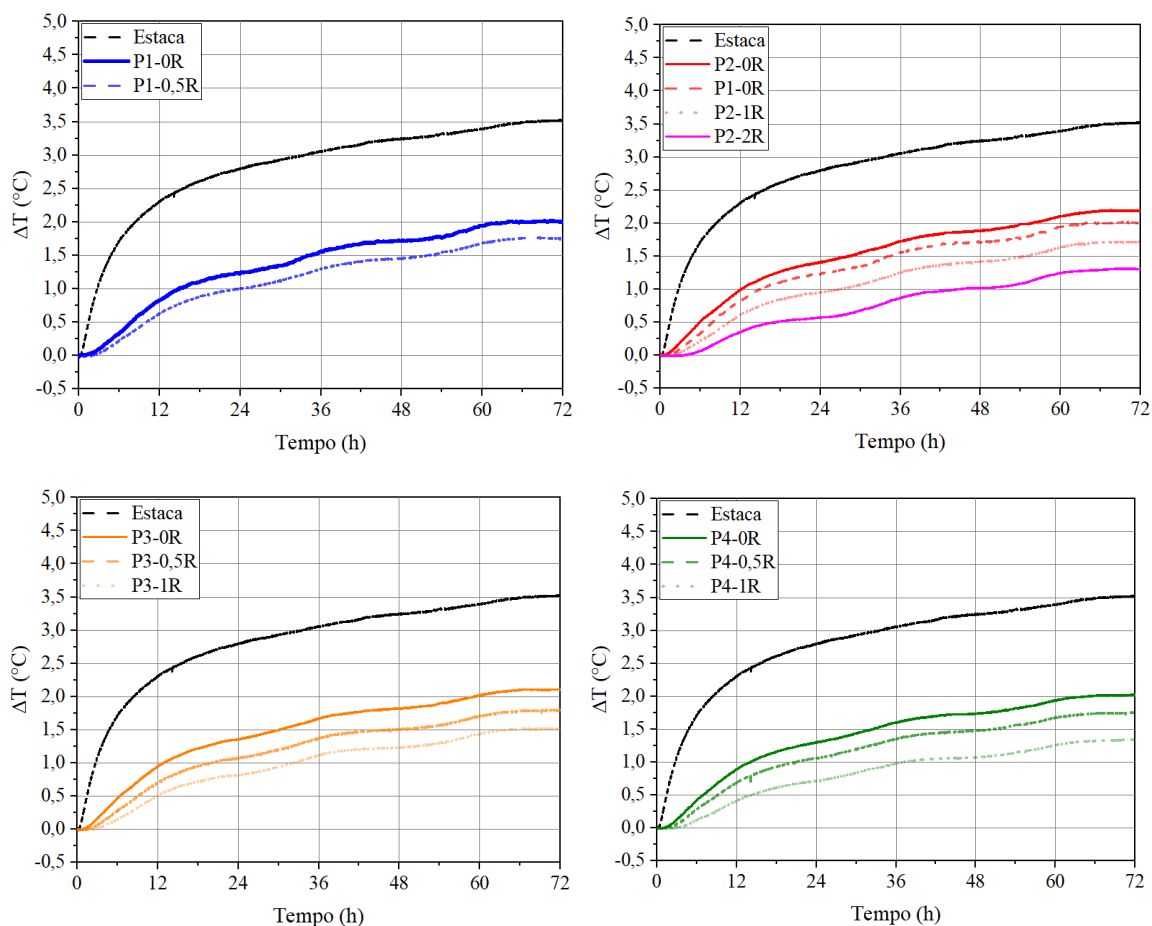 5,0
4,5
4,0
3,5
3,0
2,5
2,0
1,5
1,0
0,5
0,0
-0,5
ΔT (°C)
Estaca
P1-0R
P1-0,5R
0 12 24 36 48 60 72
Tempo (h)
5,0
4,5
4,0
3,5
3,0
2,5
2,0
1,5
1,0
0,5
0,0
-0,5
ΔT (°C)
Estaca
P2-0R
P1-0R
P2-1R
P2-2R
0 12 24 36 48 60 72
Tempo (h)
5,0
4,5
4,0
3,5
3,0
2,5
2,0
1,5
1,0
0,5
0,0
-0,5
ΔT (°C)
Estaca
P3-0R
P3-0,5R
P3-1R
0 12 24 36 48 60 72
Tempo (h)
5,0
4,5
4,0
3,5
3,0
2,5
2,0
1,5
1,0
0,5
0,0
-0,5
ΔT (°C)
Estaca
P4-0R
P4-0,5R
P4-1R
0 12 24 36 48 60 72
Tempo (h)